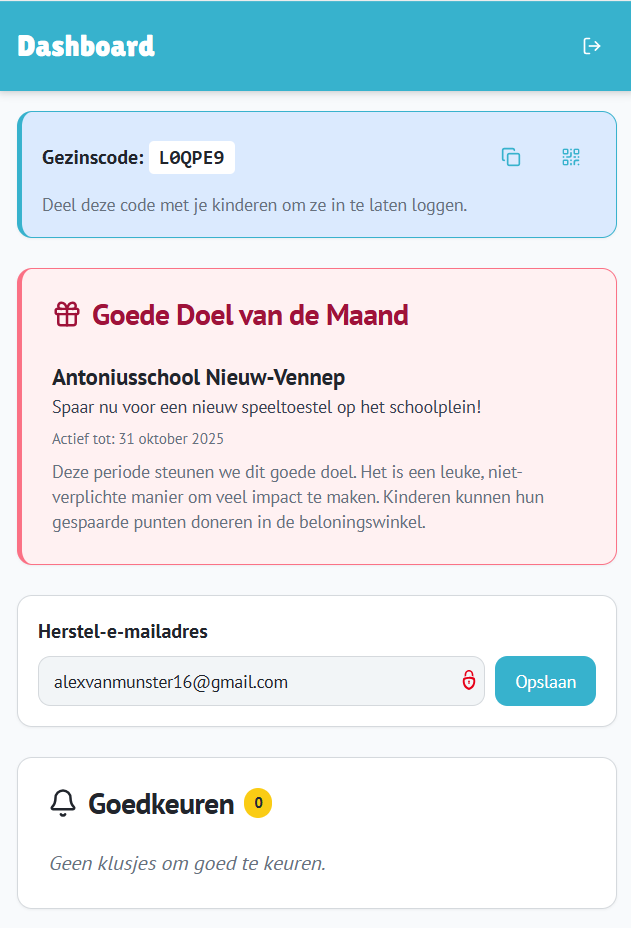 Dashboard
Gezinscode: L0QPE9
Deel deze code met je kinderen om ze in te laten loggen.
Goede Doel van de Maand
Antoniusschool Nieuw-Vennep
Spaar nu voor een nieuw speeltoestel op het schoolplein!
Actief tot: 31 oktober 2025
Deze periode steunen we dit goede doel. Het is een leuke, niet-
verplichte manier om veel impact te maken. Kinderen kunnen hun
gespaarde punten doneren in de beloningswinkel.
Herstel-e-mailadres
alexvanmunster16@gmail.com
Opslaan
Goedkeuren 0
Geen klusjes om goed te keuren.